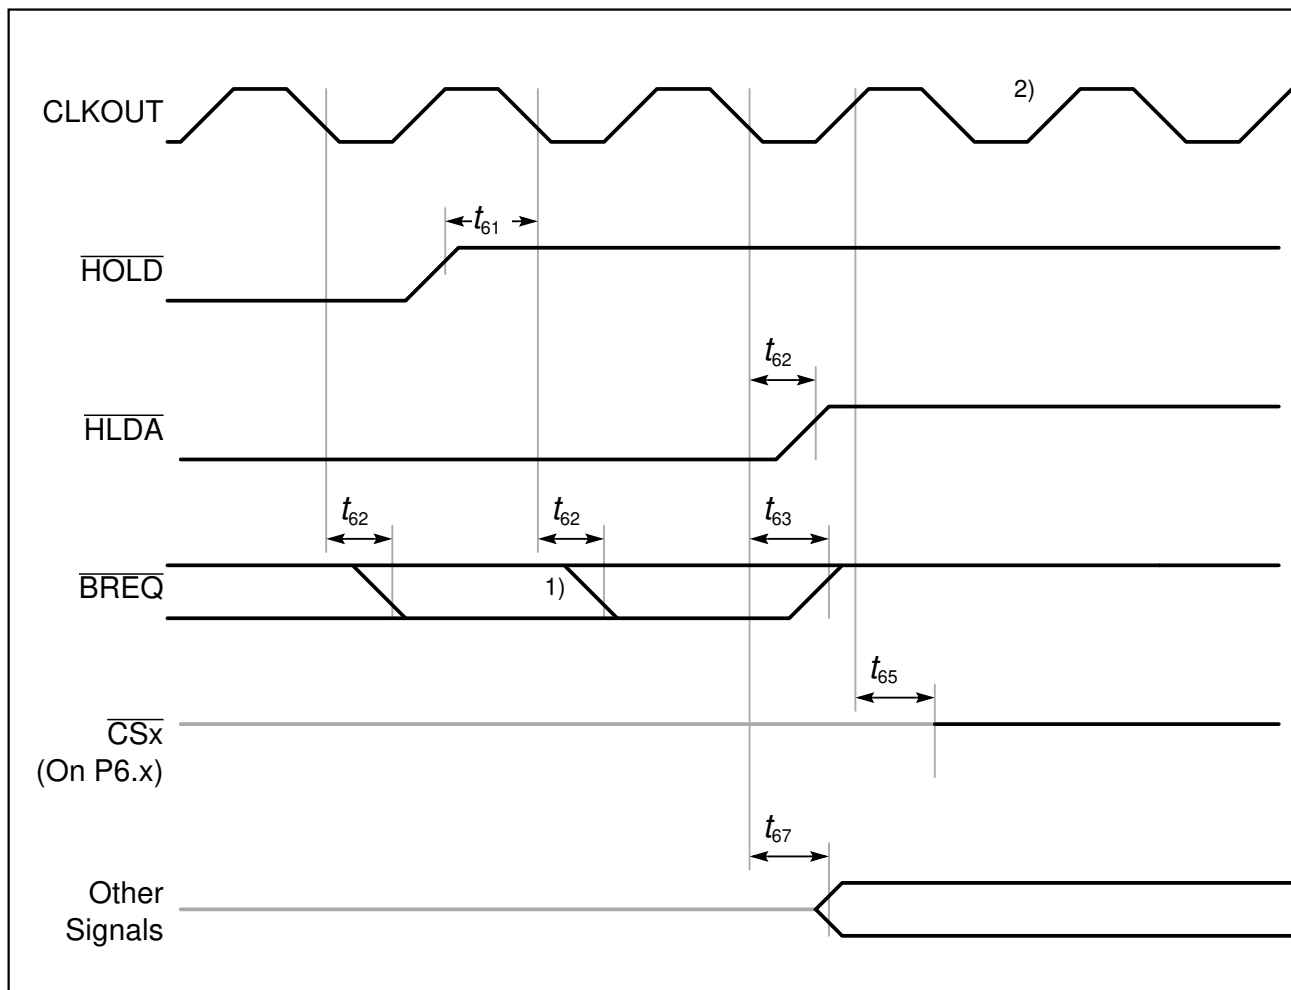 CLKOUT
2)
t61
HOLD
t62
HLDA
t62
t62
t63
BREQ
1)
t65
CSx
(On P6.x)
t67
Other
Signals